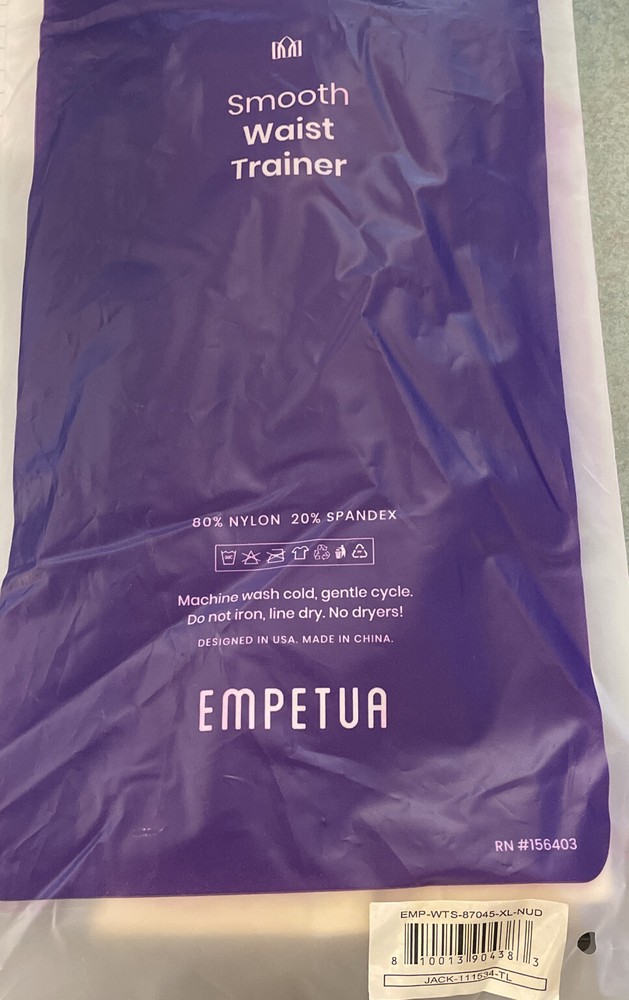 Smooth
Waist
Trainer
80% NYLON 20% SPANDEX
Machine wash cold, gentle cycle.
Do not iron, line dry. No dryers!
DESIGNED IN USA. MADE IN CHINA.
EMPETUA
RN #156403
EMP-WTS-87045-XL-NUD
8 10013 90438 3
JACK-111534-TL